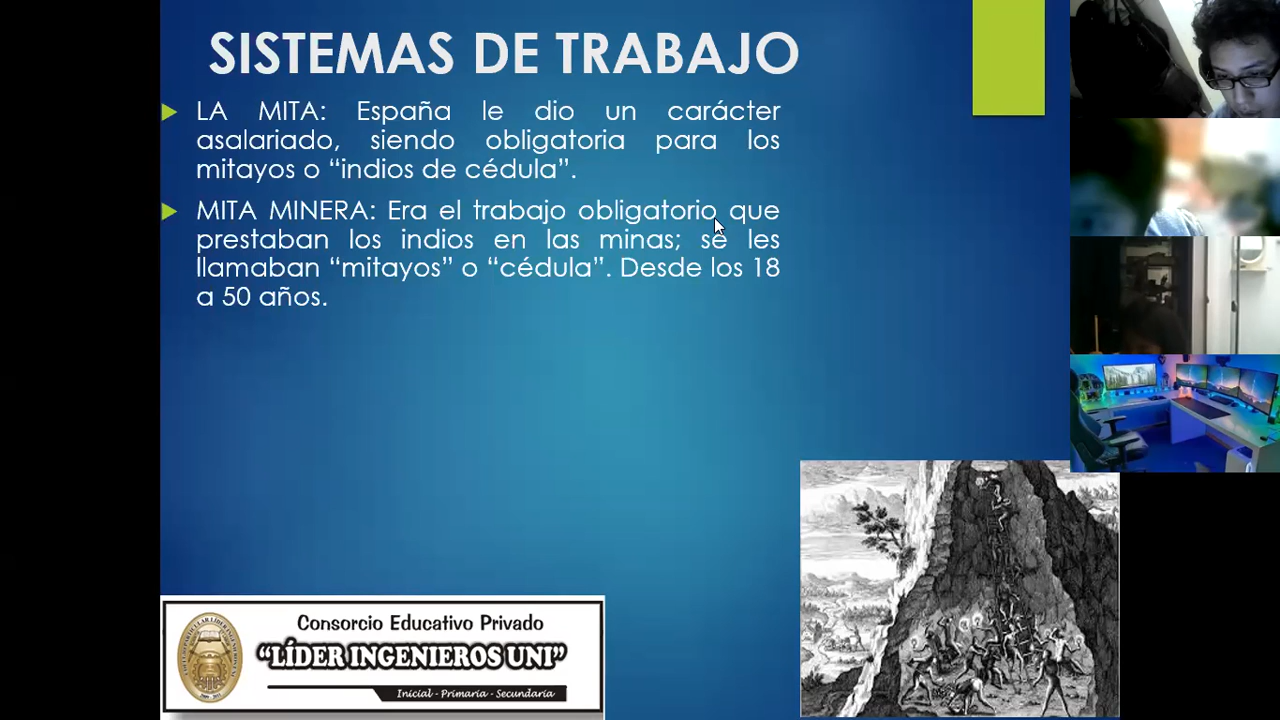 SISTEMAS DE TRABAJO
LA MITA: España le dio un carácter
asalariado, siendo obligatoria para los
mitayos o “indios de cédula”.
MITA MINERA: Era el trabajo obligatorio que
prestaban los indios en las minas; se les
llamaban “mitayos” o “cédula”. Desde los 18
a 50 años.
Consorcio Educativo Privado
“LÍDER INGENIEROS UNI”
Inicial - Primaria - Secundaria